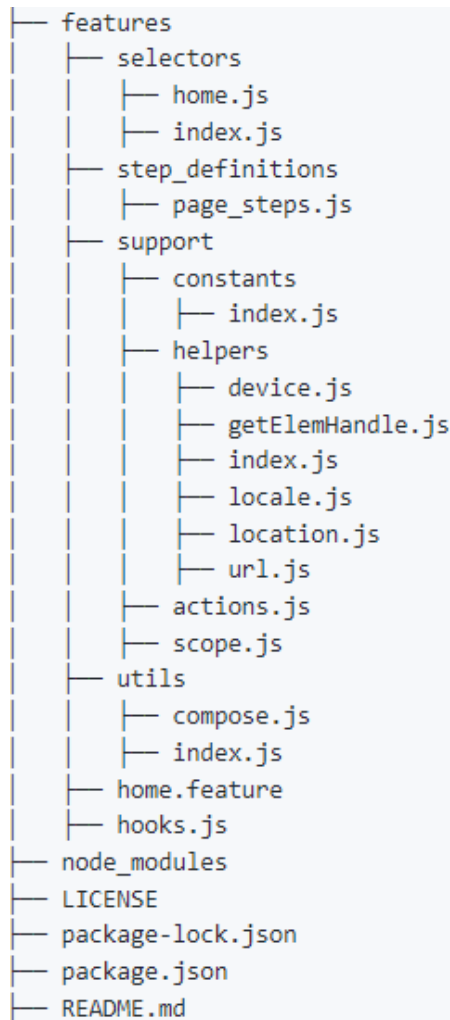 ├── features
│   ├── selectors
│   │   ├── home.js
│   │   ├── index.js
│   ├── step_definitions
│   │   ├── page_steps.js
│   ├── support
│   │   ├── constants
│   │   │   ├── index.js
│   │   ├── helpers
│   │   │   ├── device.js
│   │   │   ├── getElemHandle.js
│   │   │   ├── index.js
│   │   │   ├── locale.js
│   │   │   ├── location.js
│   │   │   ├── url.js
│   │   ├── actions.js
│   │   ├── scope.js
│   ├── utils
│   │   ├── compose.js
│   │   ├── index.js
│   ├── home.feature
│   ├── hooks.js
├── node_modules
├── LICENSE
├── package-lock.json
├── package.json
├── README.md